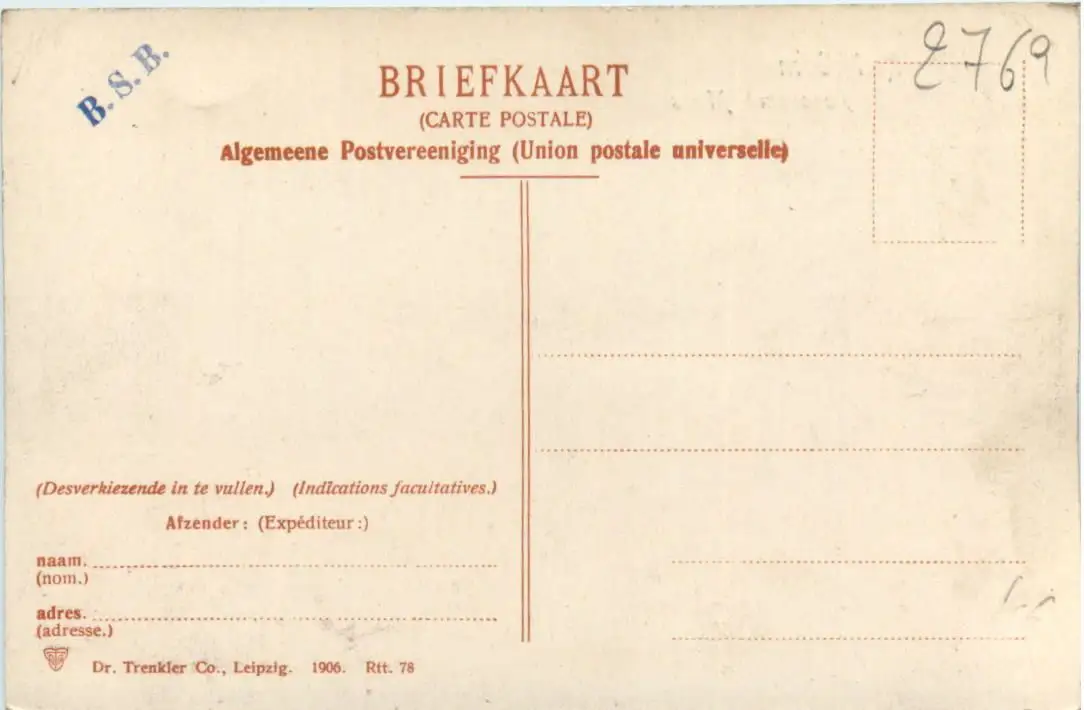 B. S. B.
2769
BRIEFKAART
(CARTE POSTALE)
Algemeene Postvereeniging (Union postale universelle)
(Desverkiezende in te vullen.) (Indications facultatives.)
Afzender: (Expéditeur:)
naam.
(nom.)
adres.
(adresse.)
Dr. Trenkler Co., Leipzig. 1906. Rtt. 78